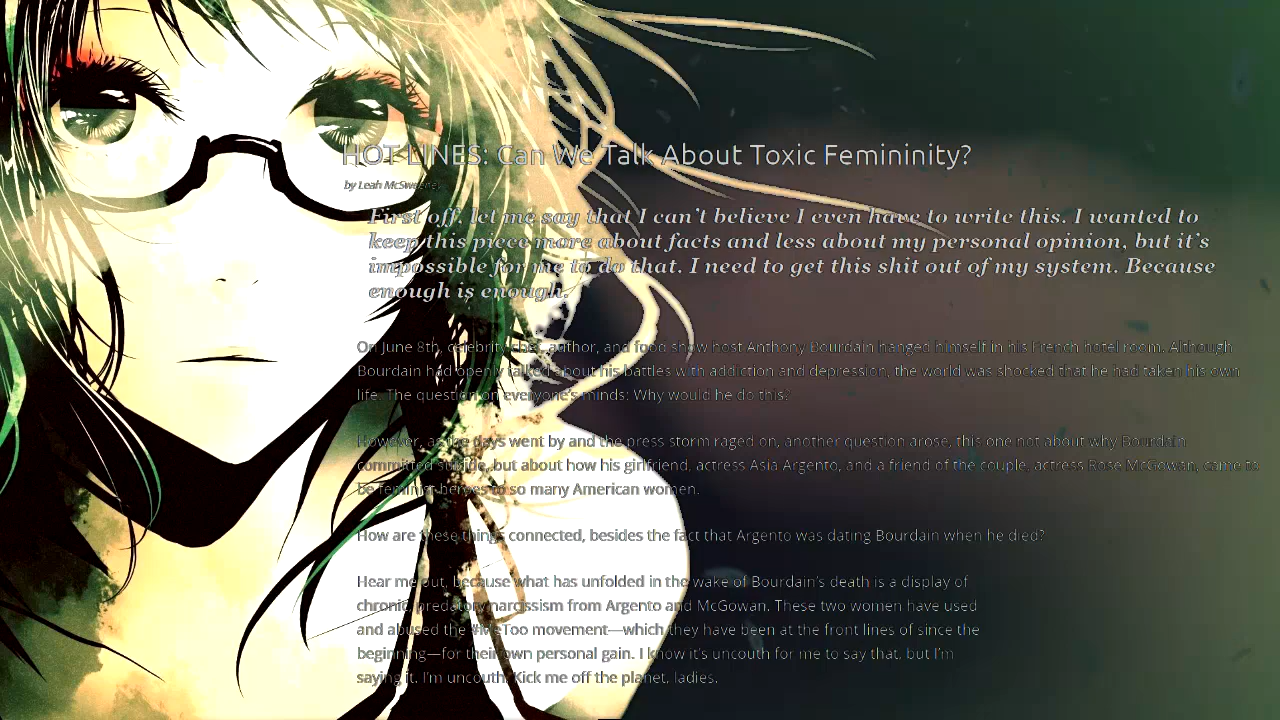 HOT LINES: Can We Talk About Toxic Femininity?
by Leah McSweeney
First off, let me say that I can't believe I even have to write this. I wanted to
keep this piece more about facts and less about my personal opinion, but it's
impossible for me to do that. I need to get this shit out of my system. Because
enough is enough.
On June 8th, celebrity chef, author, and food show host Anthony Bourdain hanged himself in his French hotel room. Although
Bourdain had openly talked about his battles with addiction and depression, the world was shocked that he had taken his own
life. The question on everyone's minds: Why would he do this?
However, as the days went by and the press storm raged on, another question arose, this one not about why Bourdain
committed suicide, but about how his girlfriend, actress Asia Argento, and a friend of the couple, actress Rose McGowan, came to
be feminist heroes to so many American women.
How are these things connected, besides the fact that Argento was dating Bourdain when he died?
Hear me out, because what has unfolded in the wake of Bourdain's death is a display of
chronic, predatory narcissism from Argento and McGowan. These two women have used
and abused the #MeToo movement—which they have been at the front lines of since the
beginning—for their own personal gain. I know it's uncouth for me to say that, but I'm
saying it. I'm uncouth. Kick me off the planet, ladies.